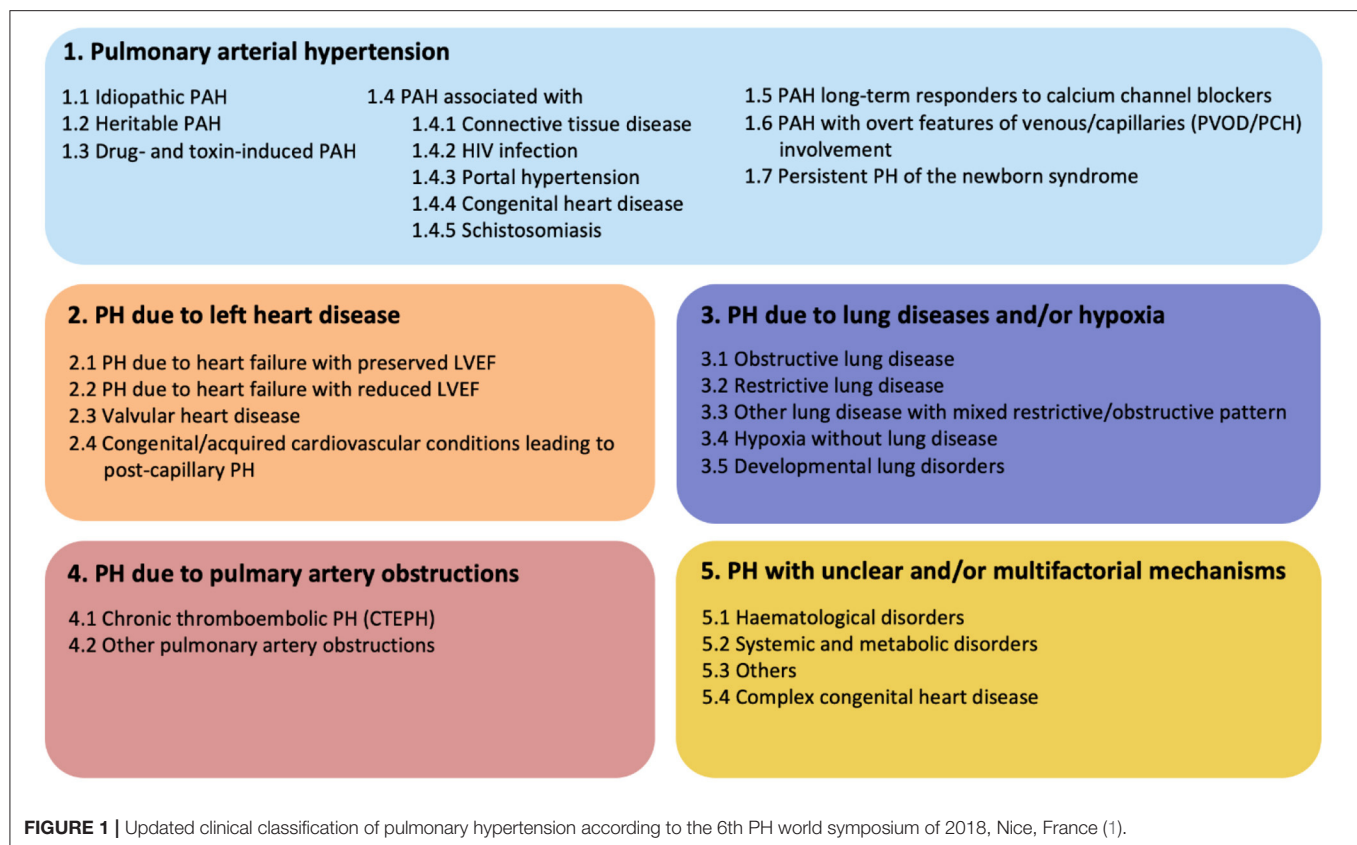 1. Pulmonary arterial hypertension
1.1 Idiopathic PAH
1.2 Heritable PAH
1.3 Drug- and toxin-induced PAH
1.4 PAH associated with
1.4.1 Connective tissue disease
1.4.2 HIV infection
1.4.3 Portal hypertension
1.4.4 Congenital heart disease
1.4.5 Schistosomiasis
1.5 PAH long-term responders to calcium channel blockers
1.6 PAH with overt features of venous/capillaries (PVOD/PCH)
involvement
1.7 Persistent PH of the newborn syndrome
2. PH due to left heart disease
2.1 PH due to heart failure with preserved LVEF
2.2 PH due to heart failure with reduced LVEF
2.3 Valvular heart disease
2.4 Congenital/acquired cardiovascular conditions leading to
post-capillary PH
3. PH due to lung diseases and/or hypoxia
3.1 Obstructive lung disease
3.2 Restrictive lung disease
3.3 Other lung disease with mixed restrictive/obstructive pattern
3.4 Hypoxia without lung disease
3.5 Developmental lung disorders
4. PH due to pulmary artery obstructions
4.1 Chronic thromboembolic PH (CTEPH)
4.2 Other pulmonary artery obstructions
5. PH with unclear and/or multifactorial mechanisms
5.1 Haematological disorders
5.2 Systemic and metabolic disorders
5.3 Others
5.4 Complex congenital heart disease
FIGURE 1 | Updated clinical classification of pulmonary hypertension according to the 6th PH world symposium of 2018, Nice, France (1).